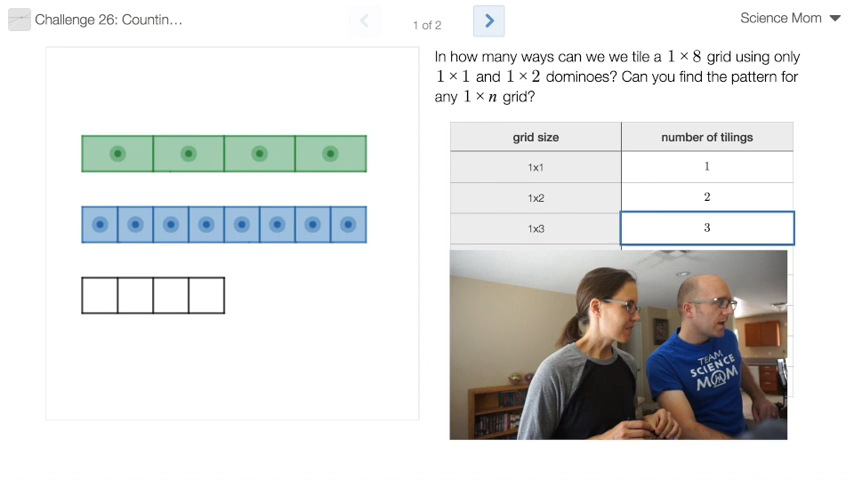 Challenge 26: Countin…
1 of 2
Science Mom
In how many ways can we we tile a 1 × 8 grid using only
1 × 1 and 1 × 2 dominoes? Can you find the pattern for
any 1 × n grid?
grid size number of tilings
1x1 1
1x2 2
1x3 3
TEAM
SCIENCE
MOM